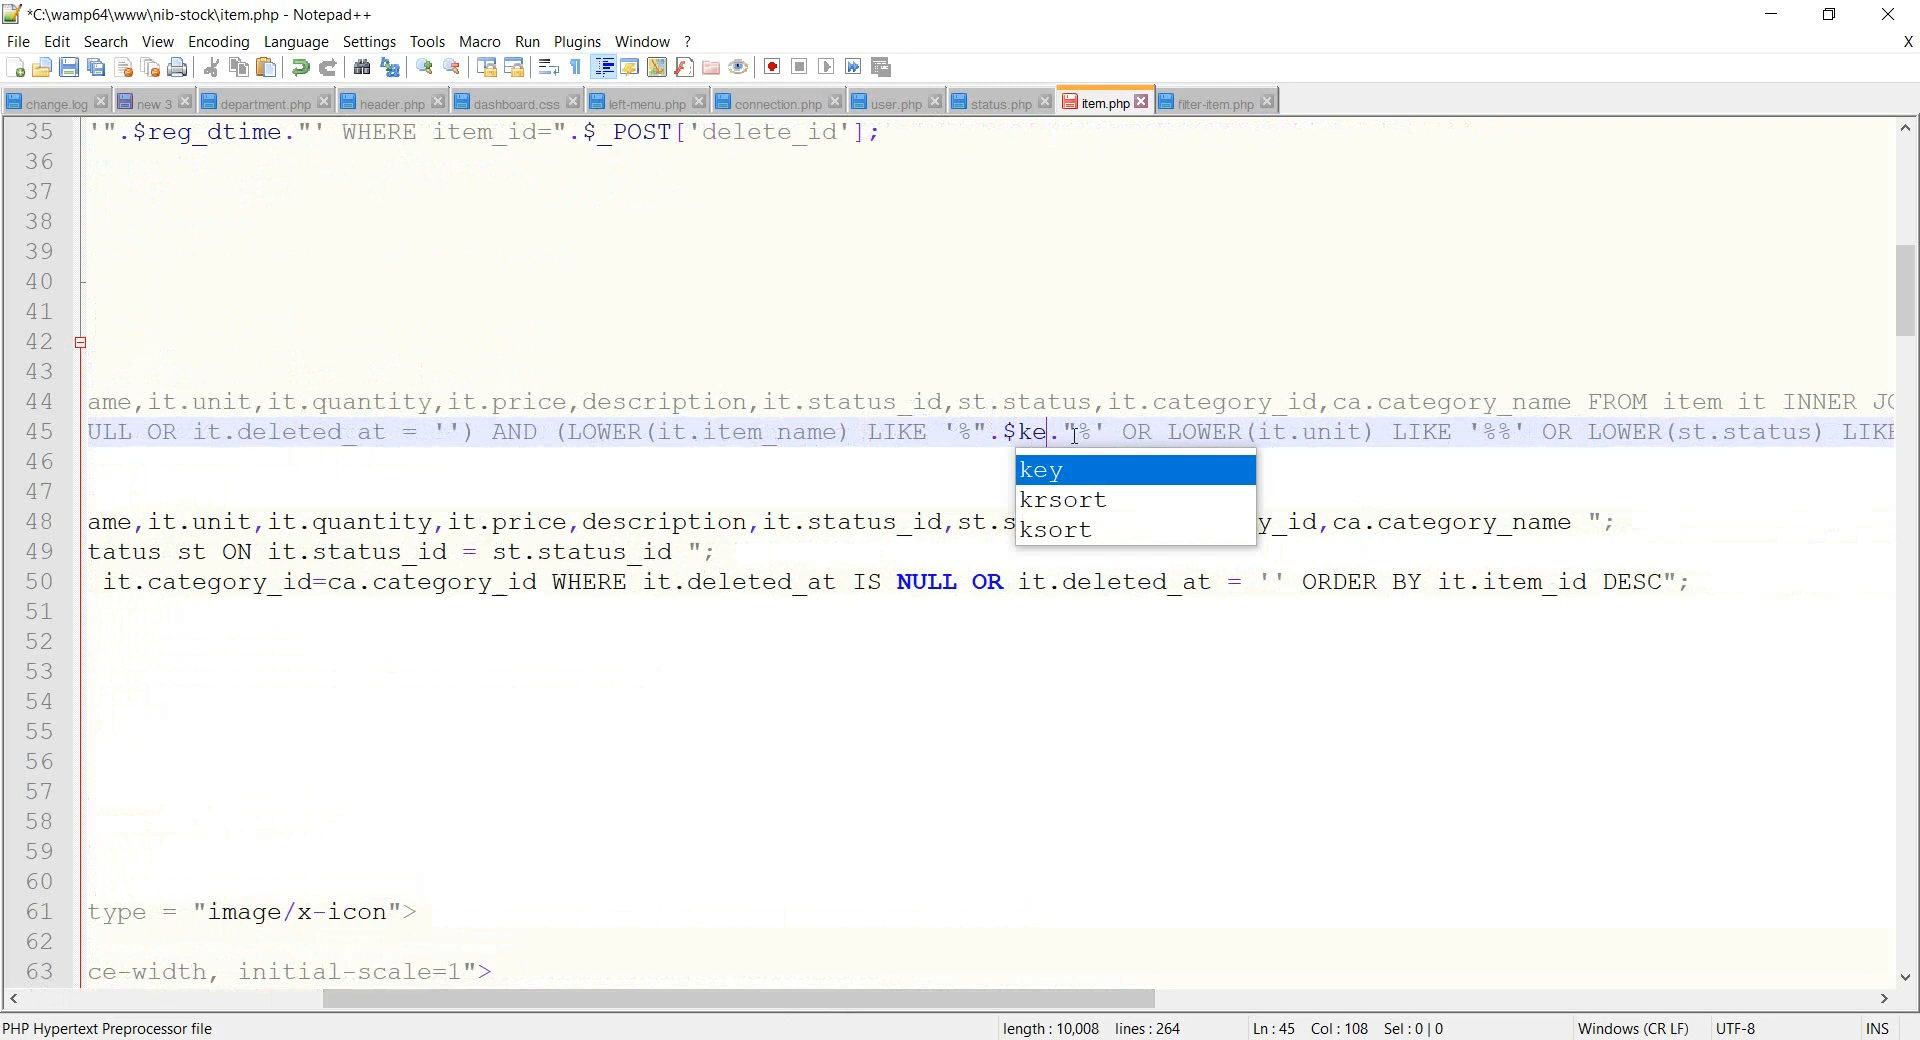 *C:\wamp64\www\nib-stock\item.php - Notepad++
File Edit Search View Encoding Language Settings Tools Macro Run Plugins Window ? X
change.log new 3 department.php header.php dashboard.css left-menu.php connection.php user.php status.php item.php filter-item.php
35 '".$reg_dtime."' WHERE item_id=".$_POST['delete_id'];
36
37
38
39
40
41
42
43
44 ame,it.unit,it.quantity,it.price,description,it.status_id,st.status,it.category_id,ca.category_name FROM item it INNER JO
45 ULL OR it.deleted_at = '') AND (LOWER(it.item_name) LIKE '%".$ke."%' OR LOWER(it.unit) LIKE '%%' OR LOWER(st.status) LIKE
key
krsort
ksort
46
47
48 ame,it.unit,it.quantity,it.price,description,it.status_id,st.s y_id,ca.category_name ";
49 tatus st ON it.status_id = st.status_id ";
50 it.category_id=ca.category_id WHERE it.deleted_at IS NULL OR it.deleted_at = '' ORDER BY it.item_id DESC";
51
52
53
54
55
56
57
58
59
60
61 type = "image/x-icon">
62
63 ce-width, initial-scale=1">
PHP Hypertext Preprocessor file length : 10,008 lines : 264 Ln : 45 Col : 108 Sel : 0 | 0 Windows (CR LF) UTF-8 INS